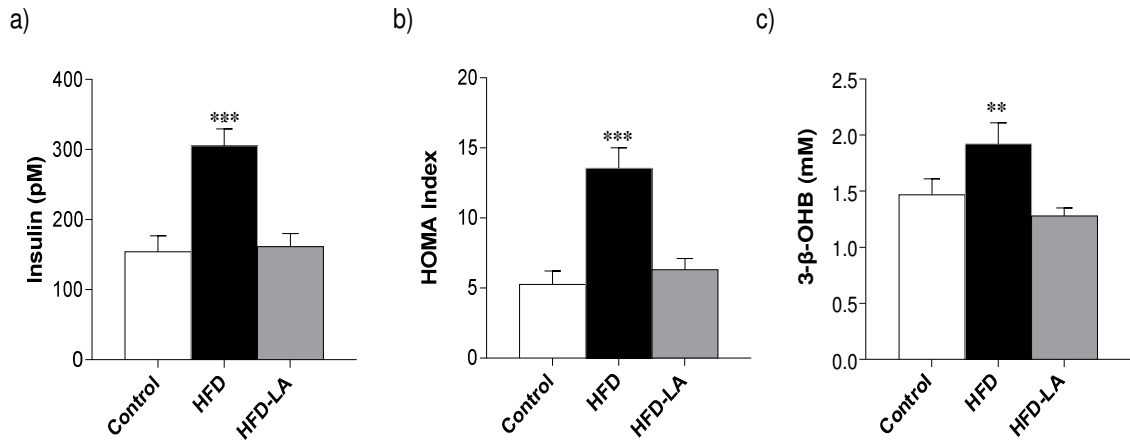 a)
Insulin (pM)
400
300
200
100
0
***
Control
HFD
HFD-LA
b)
HOMA Index
20
15
10
5
0
***
Control
HFD
HFD-LA
c)
3-β-OHB (mM)
2.5
2.0
1.5
1.0
0.5
0.0
**
Control
HFD
HFD-LA